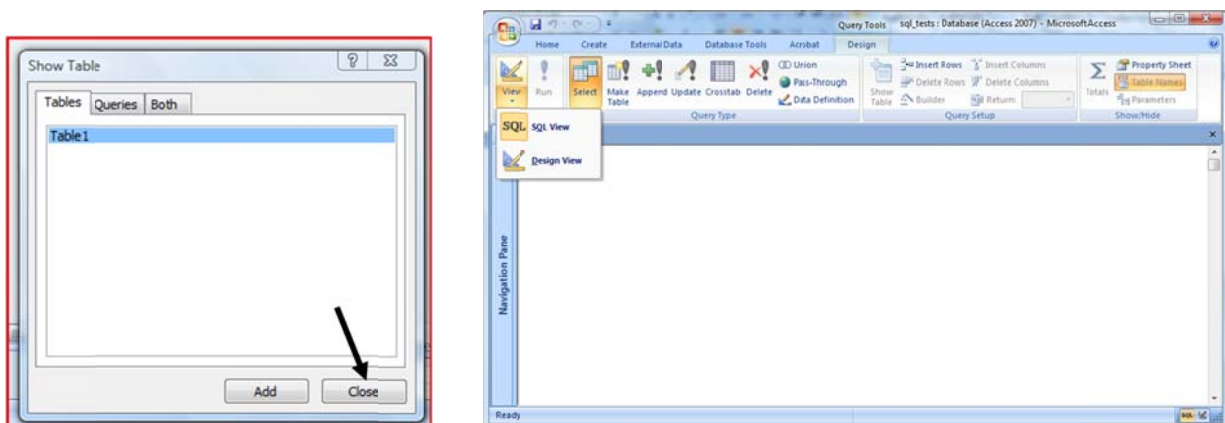 Show Table
Tables Queries Both
Table1
Add Close
Query Tools sql_tests : Database (Access 2007) - MicrosoftAccess
Home Create External Data Database Tools Acrobat Design
View
Run
Select
Make Table
Append
Update
Crosstab
Delete
Union
Pass-Through
Data Definition
Query Type
Show Table
Insert Rows
Delete Rows
Builder
Insert Columns
Delete Columns
Return:
Query Setup
Totals
Property Sheet
Table Names
Parameters
Show/Hide
SQL SQL View
Design View
Navigation Pane
Ready
SQL